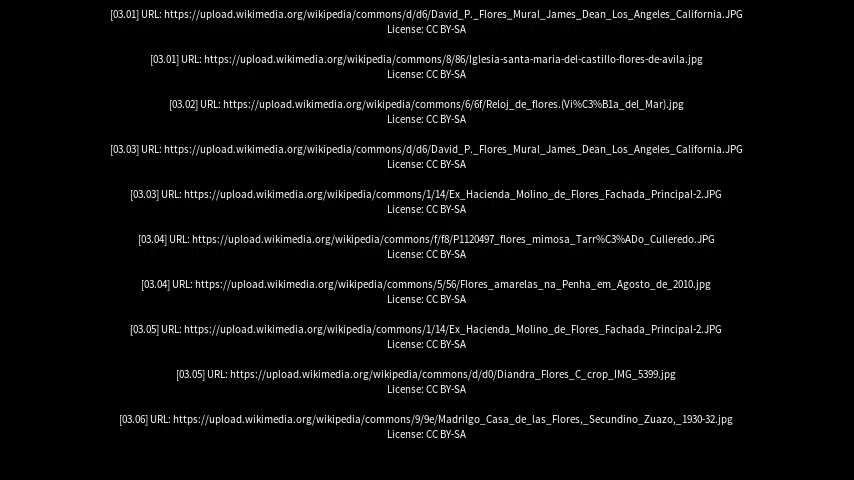 [03.01] URL: https://upload.wikimedia.org/wikipedia/commons/d/d6/David_P._Flores_Mural_James_Dean_Los_Angeles_California.JPG
License: CC BY-SA
[03.01] URL: https://upload.wikimedia.org/wikipedia/commons/8/86/Iglesia-santa-maria-del-castillo-flores-de-avila.jpg
License: CC BY-SA
[03.02] URL: https://upload.wikimedia.org/wikipedia/commons/6/6f/Reloj_de_flores.(Vi%C3%B1a_del_Mar).jpg
License: CC BY-SA
[03.03] URL: https://upload.wikimedia.org/wikipedia/commons/d/d6/David_P._Flores_Mural_James_Dean_Los_Angeles_California.JPG
License: CC BY-SA
[03.03] URL: https://upload.wikimedia.org/wikipedia/commons/1/14/Ex_Hacienda_Molino_de_Flores_Fachada_Principal-2.JPG
License: CC BY-SA
[03.04] URL: https://upload.wikimedia.org/wikipedia/commons/f/f8/P1120497_flores_mimosa_Tarr%C3%ADo_Culleredo.JPG
License: CC BY-SA
[03.04] URL: https://upload.wikimedia.org/wikipedia/commons/5/56/Flores_amarelas_na_Penha_em_Agosto_de_2010.jpg
License: CC BY-SA
[03.05] URL: https://upload.wikimedia.org/wikipedia/commons/1/14/Ex_Hacienda_Molino_de_Flores_Fachada_Principal-2.JPG
License: CC BY-SA
[03.05] URL: https://upload.wikimedia.org/wikipedia/commons/d/d0/Diandra_Flores_C_crop_IMG_5399.jpg
License: CC BY-SA
[03.06] URL: https://upload.wikimedia.org/wikipedia/commons/9/9e/Madrilgo_Casa_de_las_Flores,_Secundino_Zuazo,_1930-32.jpg
License: CC BY-SA